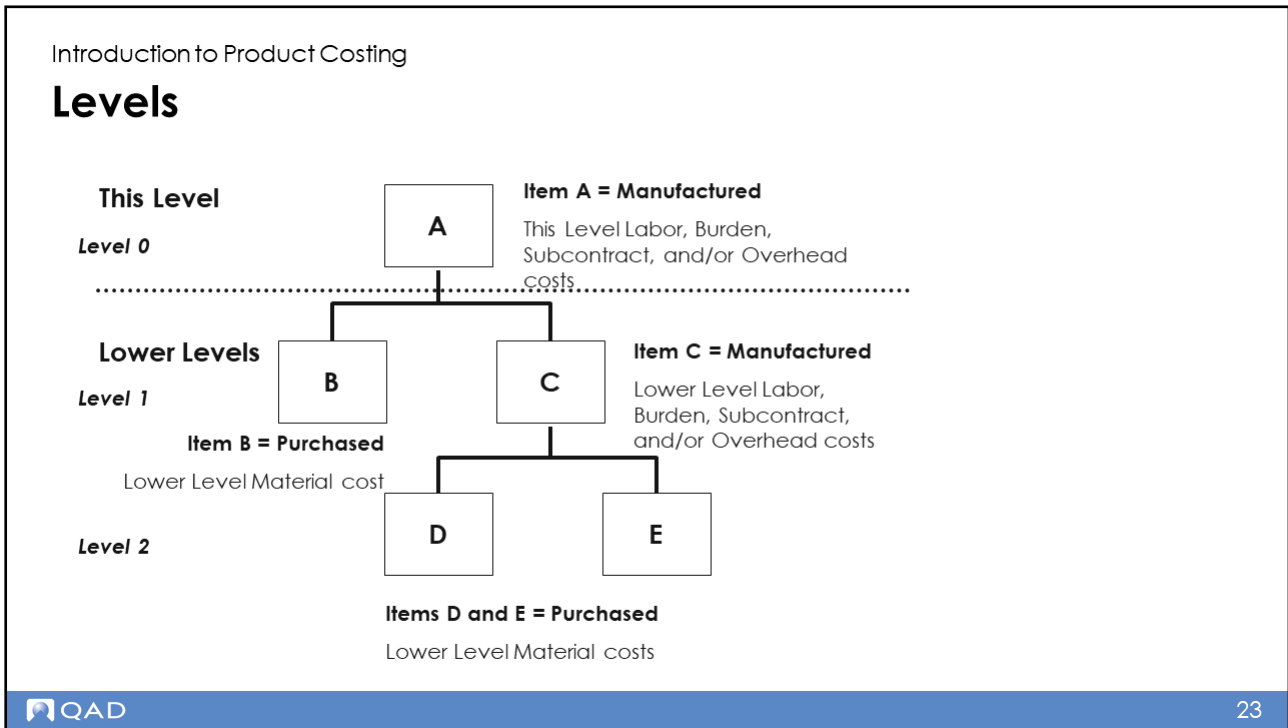 Introduction to Product Costing
Levels
This Level
Level 0
A
Item A = Manufactured
This Level Labor, Burden,
Subcontract, and/or Overhead
costs
Lower Levels
Level 1
B
C
Item C = Manufactured
Lower Level Labor,
Burden, Subcontract,
and/or Overhead costs
Item B = Purchased
Lower Level Material cost
Level 2
D
E
Items D and E = Purchased
Lower Level Material costs
QAD
23